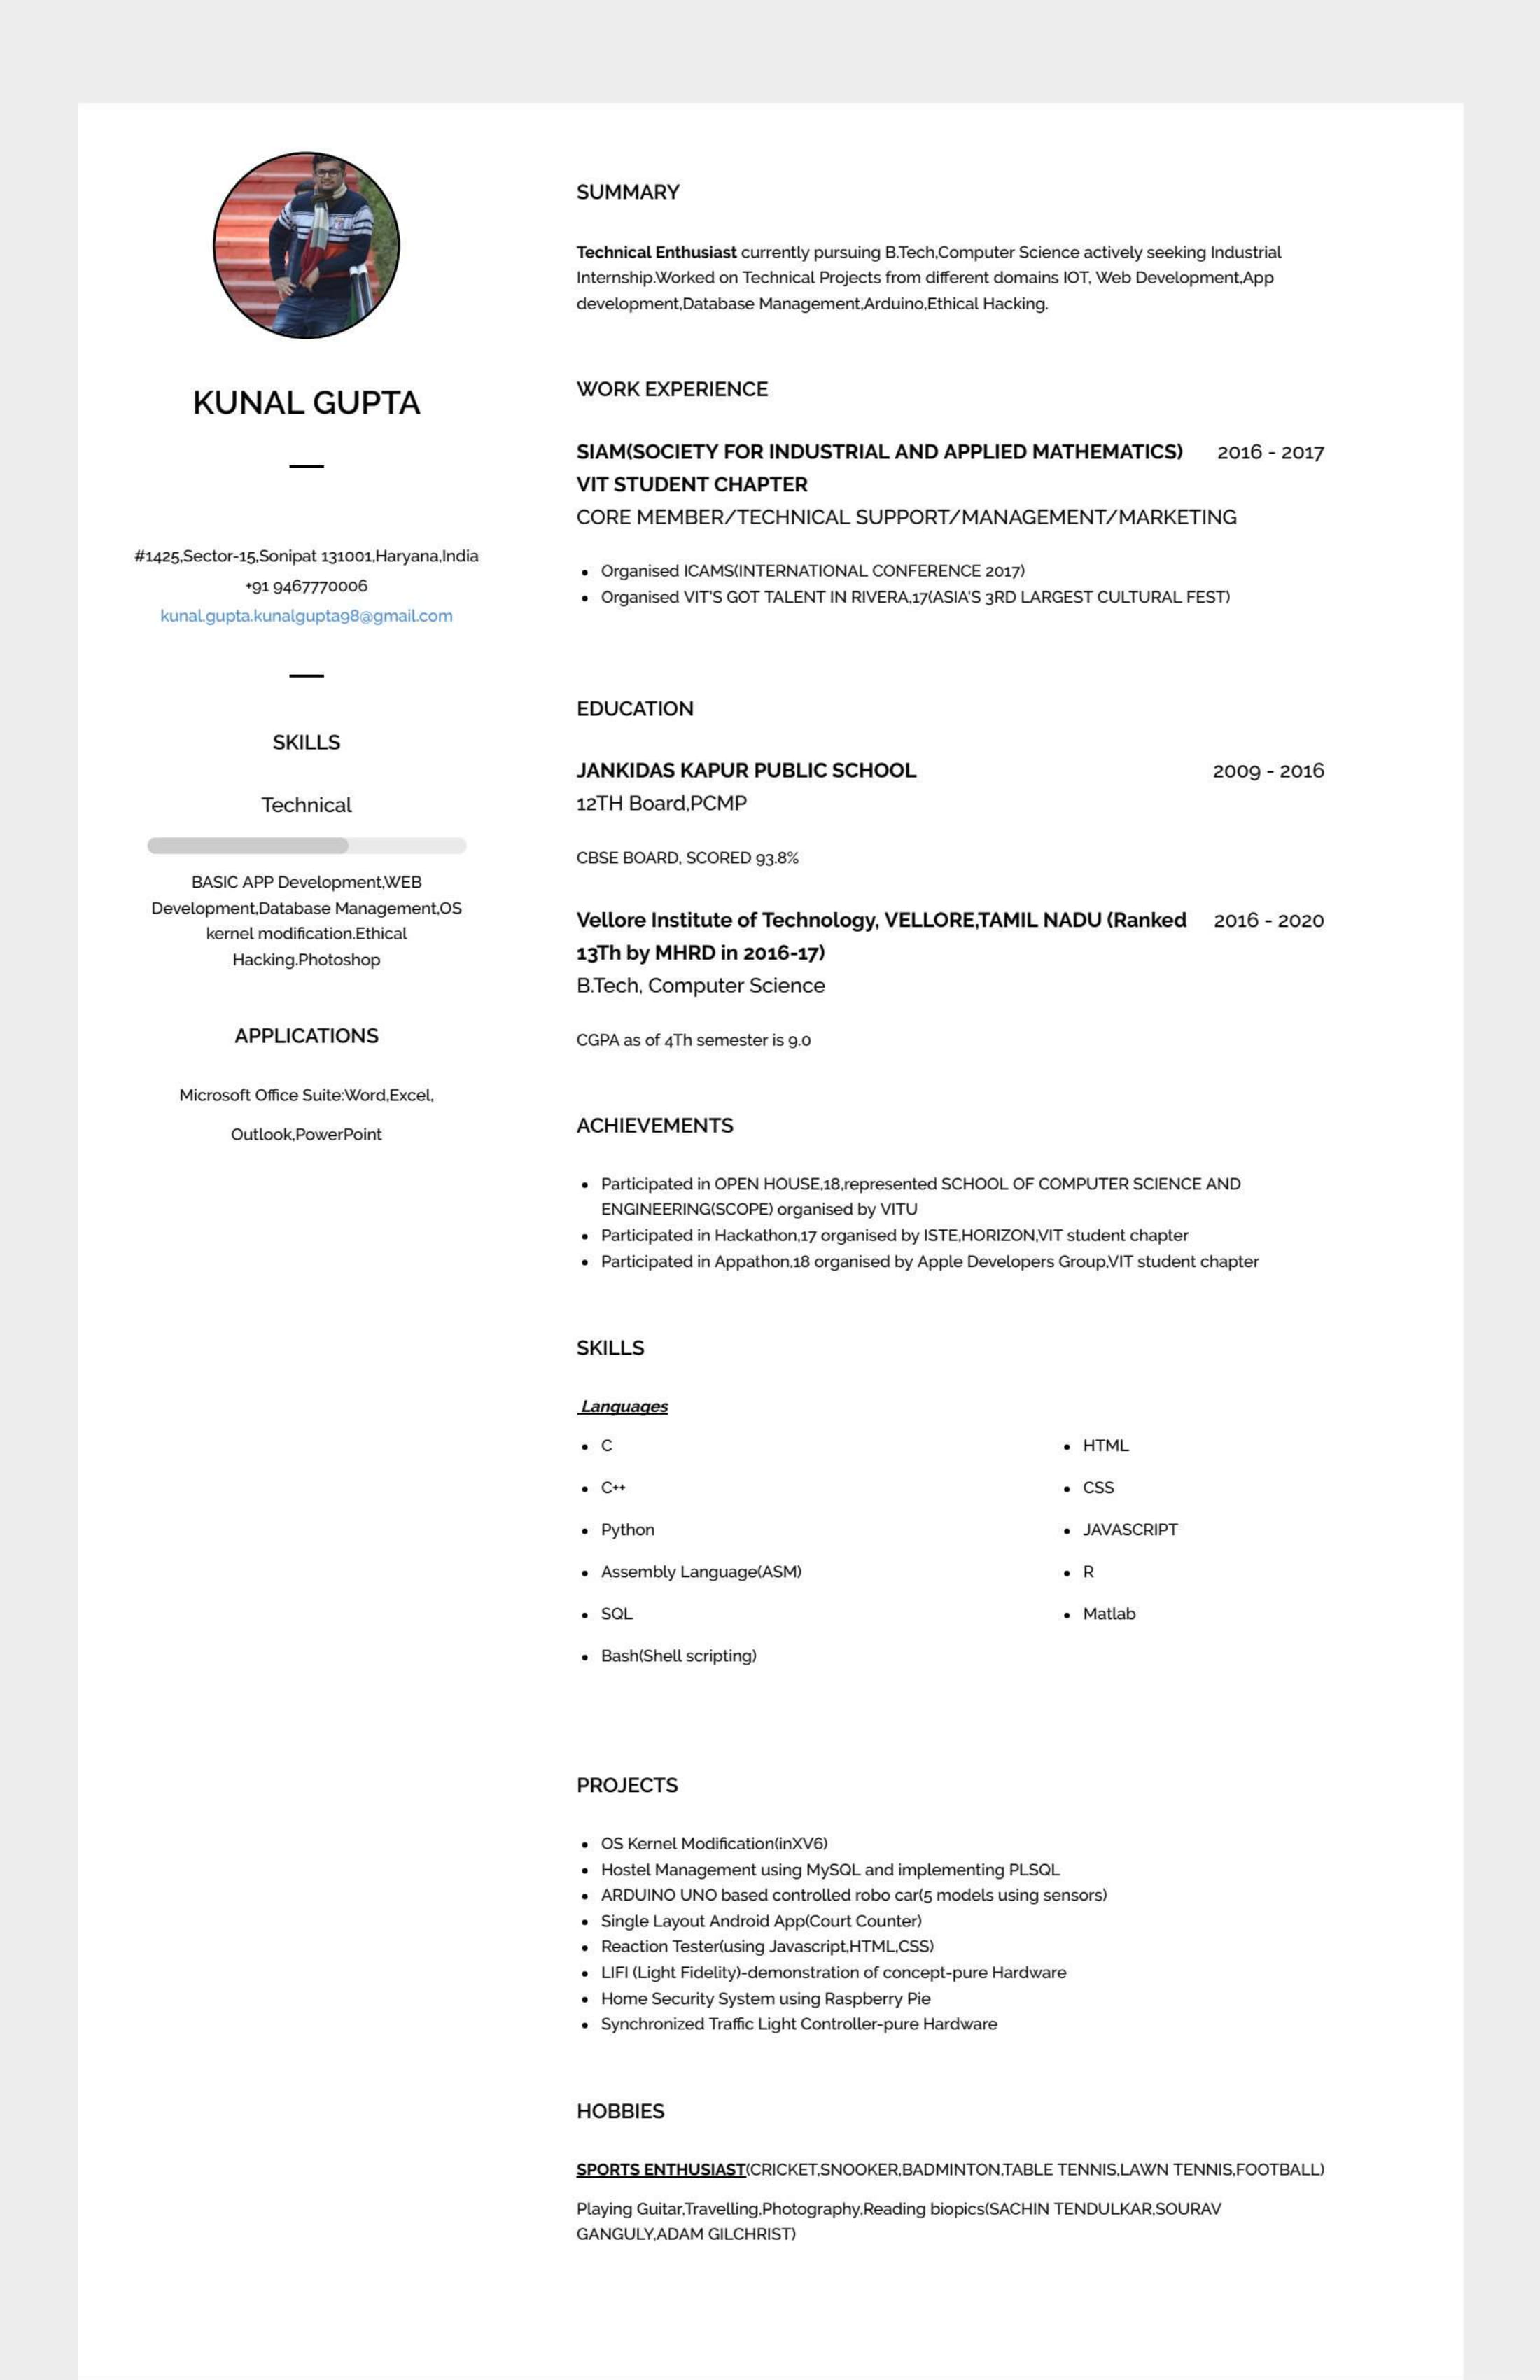 KUNAL GUPTA
#1425,Sector-15,Sonipat 131001,Haryana,India
+91 9467770006
kunal.gupta.kunalgupta98@gmail.com
SKILLS
Technical
BASIC APP Development,WEB
Development,Database Management,OS
kernel modification.Ethical
Hacking.Photoshop
APPLICATIONS
Microsoft Office Suite:Word,Excel,
Outlook,PowerPoint
SUMMARY
Technical Enthusiast currently pursuing B.Tech,Computer Science actively seeking Industrial
Internship.Worked on Technical Projects from different domains IOT, Web Development,App
development,Database Management,Arduino,Ethical Hacking.
WORK EXPERIENCE
SIAM(SOCIETY FOR INDUSTRIAL AND APPLIED MATHEMATICS) 2016 - 2017
VIT STUDENT CHAPTER
CORE MEMBER/TECHNICAL SUPPORT/MANAGEMENT/MARKETING
• Organised ICAMS(INTERNATIONAL CONFERENCE 2017)
• Organised VIT'S GOT TALENT IN RIVERA,17(ASIA'S 3RD LARGEST CULTURAL FEST)
EDUCATION
JANKIDAS KAPUR PUBLIC SCHOOL 2009 - 2016
12TH Board,PCMP
CBSE BOARD, SCORED 93.8%
Vellore Institute of Technology, VELLORE,TAMIL NADU (Ranked 2016 - 2020
13Th by MHRD in 2016-17)
B.Tech, Computer Science
CGPA as of 4Th semester is 9.0
ACHIEVEMENTS
• Participated in OPEN HOUSE,18,represented SCHOOL OF COMPUTER SCIENCE AND
ENGINEERING(SCOPE) organised by VITU
• Participated in Hackathon,17 organised by ISTE,HORIZON,VIT student chapter
• Participated in Appathon,18 organised by Apple Developers Group,VIT student chapter
SKILLS
Languages
• C
• C++
• Python
• Assembly Language(ASM)
• SQL
• Bash(Shell scripting)
• HTML
• CSS
• JAVASCRIPT
• R
• Matlab
PROJECTS
• OS Kernel Modification(inXV6)
• Hostel Management using MySQL and implementing PLSQL
• ARDUINO UNO based controlled robo car(5 models using sensors)
• Single Layout Android App(Court Counter)
• Reaction Tester(using Javascript,HTML,CSS)
• LIFI (Light Fidelity)-demonstration of concept-pure Hardware
• Home Security System using Raspberry Pie
• Synchronized Traffic Light Controller-pure Hardware
HOBBIES
SPORTS ENTHUSIAST(CRICKET,SNOOKER,BADMINTON,TABLE TENNIS,LAWN TENNIS,FOOTBALL)
Playing Guitar,Travelling,Photography,Reading biopics(SACHIN TENDULKAR,SOURAV
GANGULY,ADAM GILCHRIST)